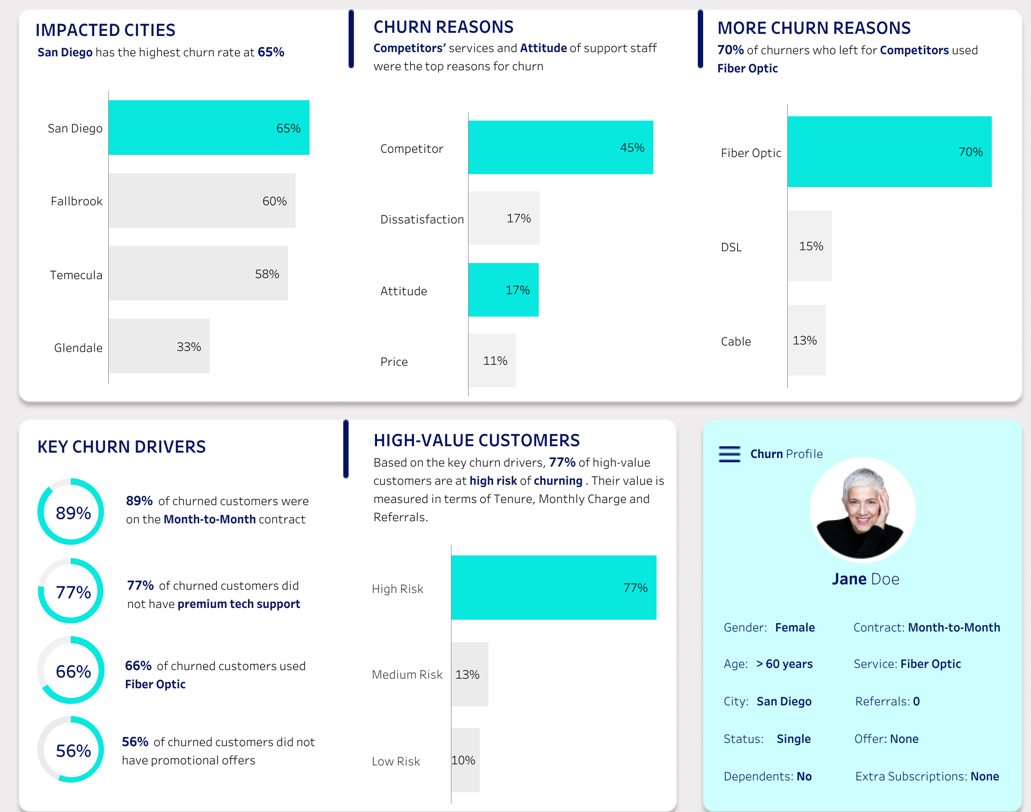 IMPACTED CITIES
San Diego has the highest churn rate at 65%
San Diego 65%
Fallbrook 60%
Temecula 58%
Glendale 33%
CHURN REASONS
Competitors' services and Attitude of support staff
were the top reasons for churn
Competitor 45%
Dissatisfaction 17%
Attitude 17%
Price 11%
MORE CHURN REASONS
70% of churners who left for Competitors used
Fiber Optic
Fiber Optic 70%
DSL 15%
Cable 13%
KEY CHURN DRIVERS
89%
89% of churned customers were
on the Month-to-Month contract
77%
77% of churned customers did
not have premium tech support
66%
66% of churned customers used
Fiber Optic
56%
56% of churned customers did not
have promotional offers
HIGH-VALUE CUSTOMERS
Based on the key churn drivers, 77% of high-value
customers are at high risk of churning . Their value is
measured in terms of Tenure, Monthly Charge and
Referrals.
High Risk 77%
Medium Risk 13%
Low Risk 10%
Churn Profile
Jane Doe
Gender: Female
Contract: Month-to-Month
Age: > 60 years
Service: Fiber Optic
City: San Diego
Referrals: 0
Status: Single
Offer: None
Dependents: No
Extra Subscriptions: None